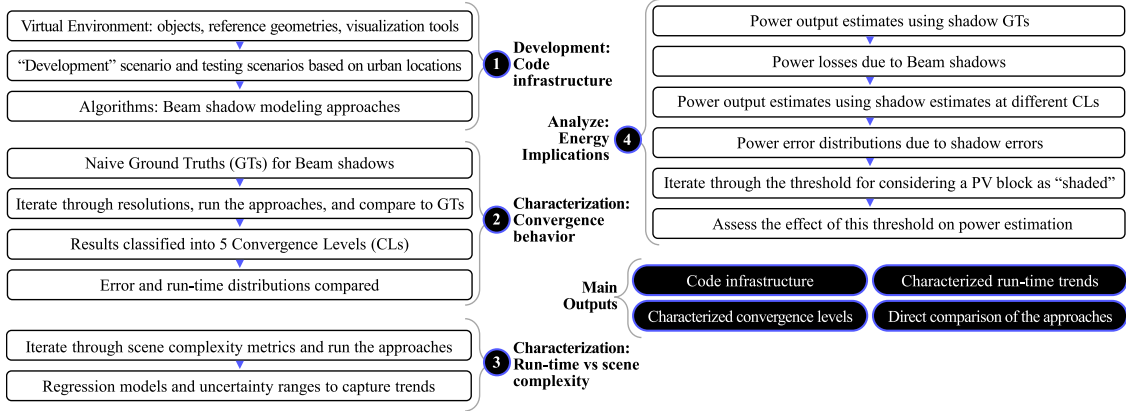 Virtual Environment: objects, reference geometries, visualization tools
“Development” scenario and testing scenarios based on urban locations
Algorithms: Beam shadow modeling approaches
1
Development:
Code
infrastructure
Naive Ground Truths (GTs) for Beam shadows
Iterate through resolutions, run the approaches, and compare to GTs
Results classified into 5 Convergence Levels (CLs)
Error and run-time distributions compared
2
Characterization:
Convergence
behavior
Iterate through scene complexity metrics and run the approaches
Regression models and uncertainty ranges to capture trends
3
Characterization:
Run-time vs scene
complexity
Analyze:
Energy
Implications
4
Power output estimates using shadow GTs
Power losses due to Beam shadows
Power output estimates using shadow estimates at different CLs
Power error distributions due to shadow errors
Iterate through the threshold for considering a PV block as “shaded”
Assess the effect of this threshold on power estimation
Main
Outputs
Code infrastructure
Characterized run-time trends
Characterized convergence levels
Direct comparison of the approaches